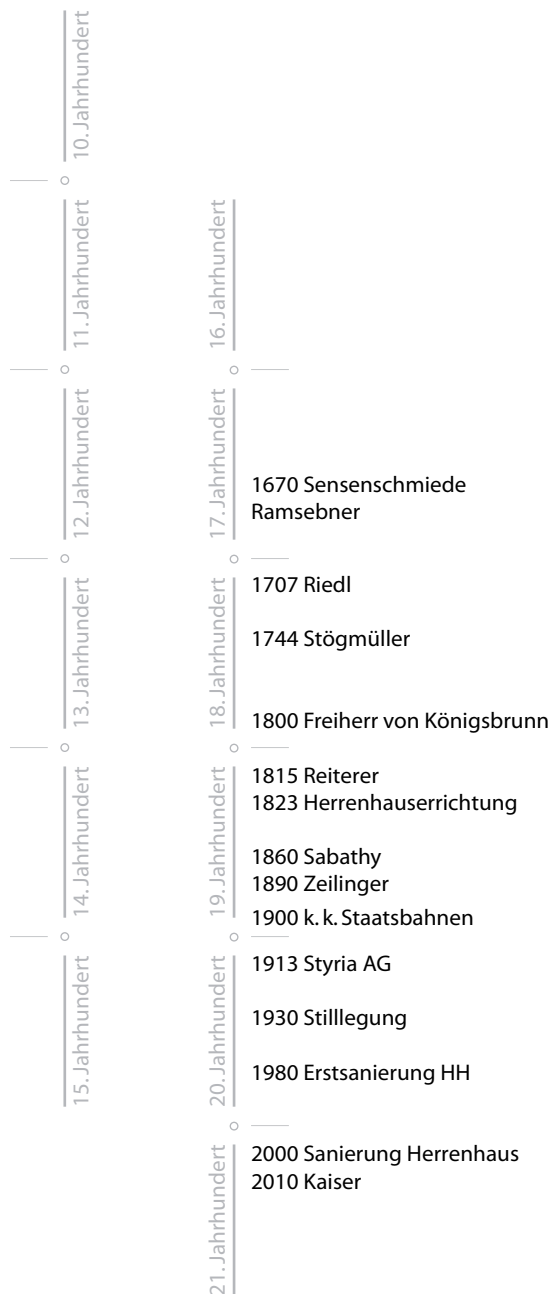 10. Jahrhundert
11. Jahrhundert
12. Jahrhundert
13. Jahrhundert
14. Jahrhundert
15. Jahrhundert
16. Jahrhundert
17. Jahrhundert
1670 Sensenschmiede
Ramsebner
18. Jahrhundert
1707 Riedl
1744 Stögmüller
1800 Freiherr von Königsbrunn
19. Jahrhundert
1815 Reiterer
1823 Herrenhauserrichtung
1860 Sabathy
1890 Zeilinger
1900 k. k. Staatsbahnen
20. Jahrhundert
1913 Styria AG
1930 Stilllegung
1980 Erstsanierung HH
21. Jahrhundert
2000 Sanierung Herrenhaus
2010 Kaiser